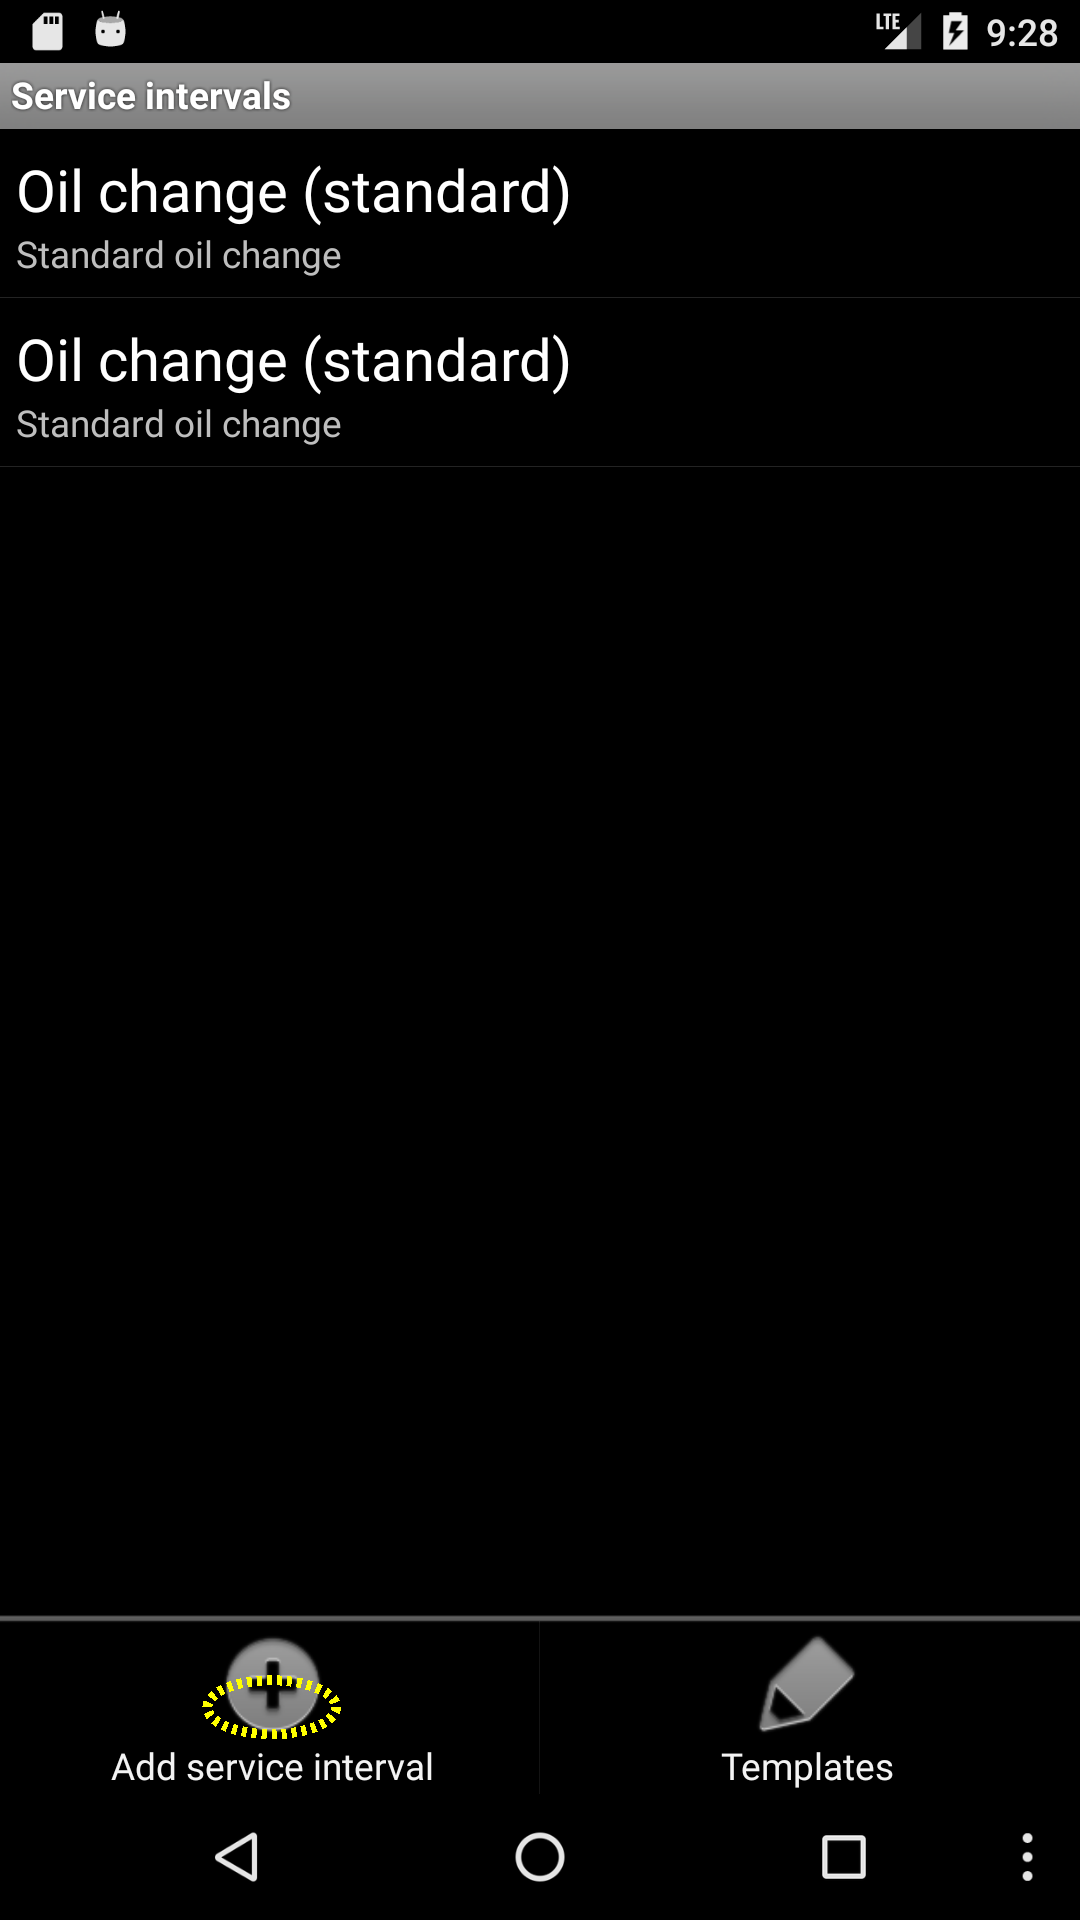 LTE 9:28
Service intervals
Oil change (standard)
Standard oil change
Oil change (standard)
Standard oil change
Add service interval
Templates